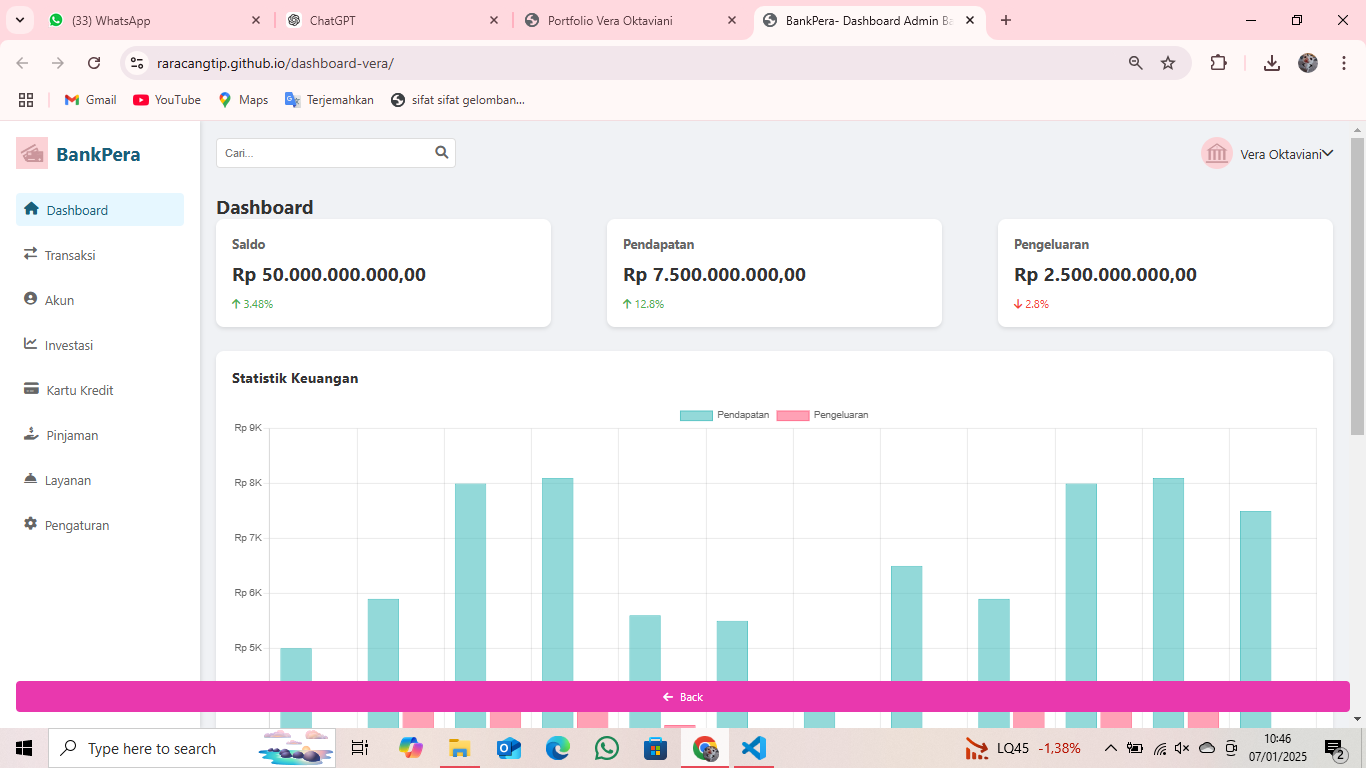 (33) WhatsApp
ChatGPT
Portfolio Vera Oktaviani
BankPera- Dashboard Admin Ba
raracangtip.github.io/dashboard-vera/
Gmail
YouTube
Maps
Terjemahkan
sifat sifat gelomban...
BankPera
Cari...
Vera Oktaviani
Dashboard
Transaksi
Akun
Investasi
Kartu Kredit
Pinjaman
Layanan
Pengaturan
Dashboard
Saldo
Rp 50.000.000.000,00
3.48%
Pendapatan
Rp 7.500.000.000,00
12.8%
Pengeluaran
Rp 2.500.000.000,00
2.8%
Statistik Keuangan
Pendapatan
Pengeluaran
Rp 9K
Rp 8K
Rp 7K
Rp 6K
Rp 5K
Back
Type here to search
LQ45 -1,38%
10:46
07/01/2025
2